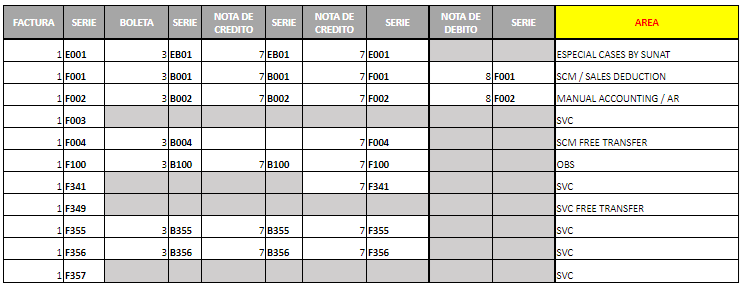 FACTURA SERIE BOLETA SERIE NOTA DE CREDITO SERIE NOTA DE CREDITO SERIE NOTA DE DEBITO SERIE AREA
1 E001 3 EB01 7 EB01 7 E001 ESPECIAL CASES BY SUNAT
1 F001 3 B001 7 B001 7 F001 8 F001 SCM / SALES DEDUCTION
1 F002 3 B002 7 B002 7 F002 8 F002 MANUAL ACCOUNTING / AR
1 F003 SVC
1 F004 3 B004 7 F004 SCM FREE TRANSFER
1 F100 3 B100 7 B100 7 F100 OBS
1 F341 7 F341 SVC
1 F349 SVC FREE TRANSFER
1 F355 3 B355 7 B355 7 F355 SVC
1 F356 3 B356 7 B356 7 F356 SVC
1 F357 SVC